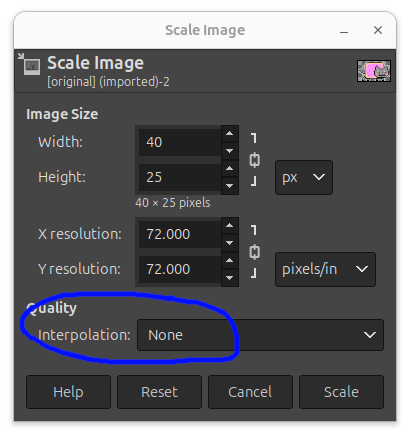 Scale Image
Scale Image
[original] (imported)-2
Image Size
Width: 40
Height: 25 px
40 × 25 pixels
X resolution: 72.000
Y resolution: 72.000 pixels/in
Quality
Interpolation: None
Help Reset Cancel Scale